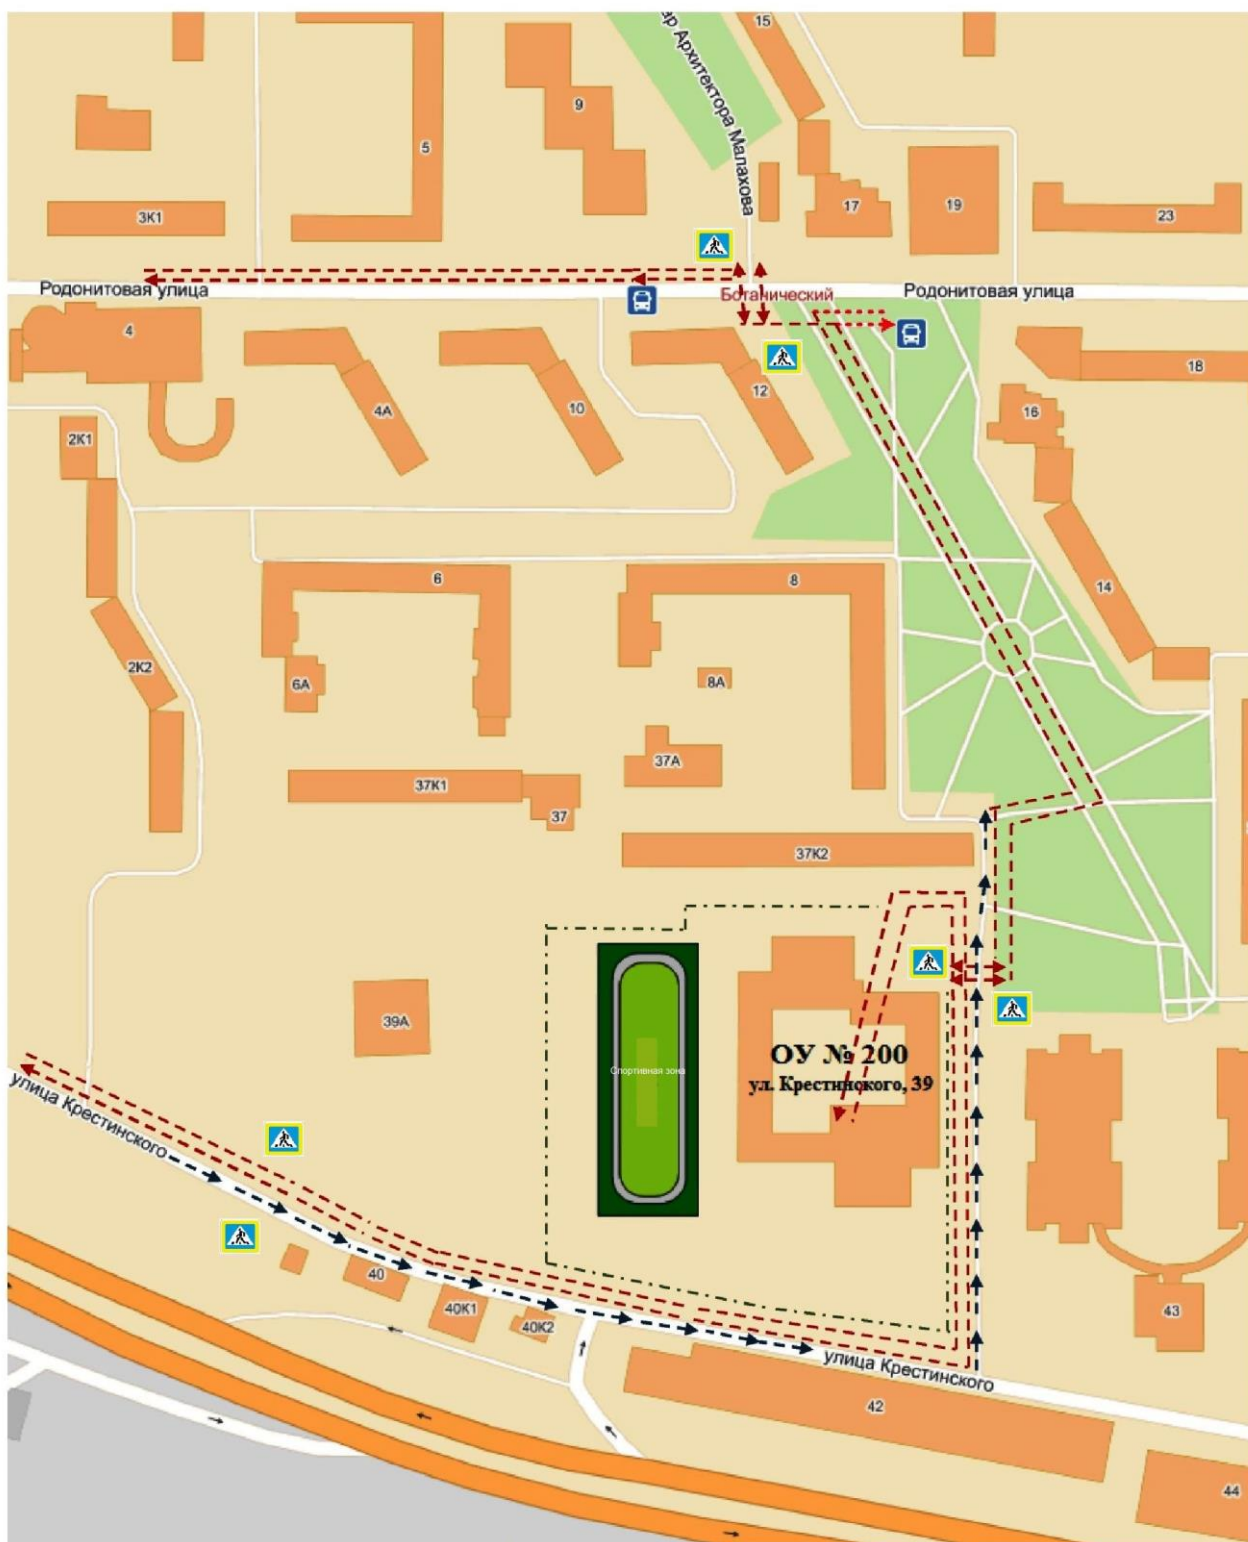 15
ар Архитектора Малахова
9
5
3К1
17
19
23
Родонитовая улица
Ботанический
Родонитовая улица
4
4А
10
12
18
16
2К1
14
6
8
2К2
6А
8А
37А
37К1
37
37К2
39А
ОУ № 200
ул. Крестинского, 39
Спортивная зона
улица Крестинского
40
40К1
40К2
43
улица Крестинского
42
44